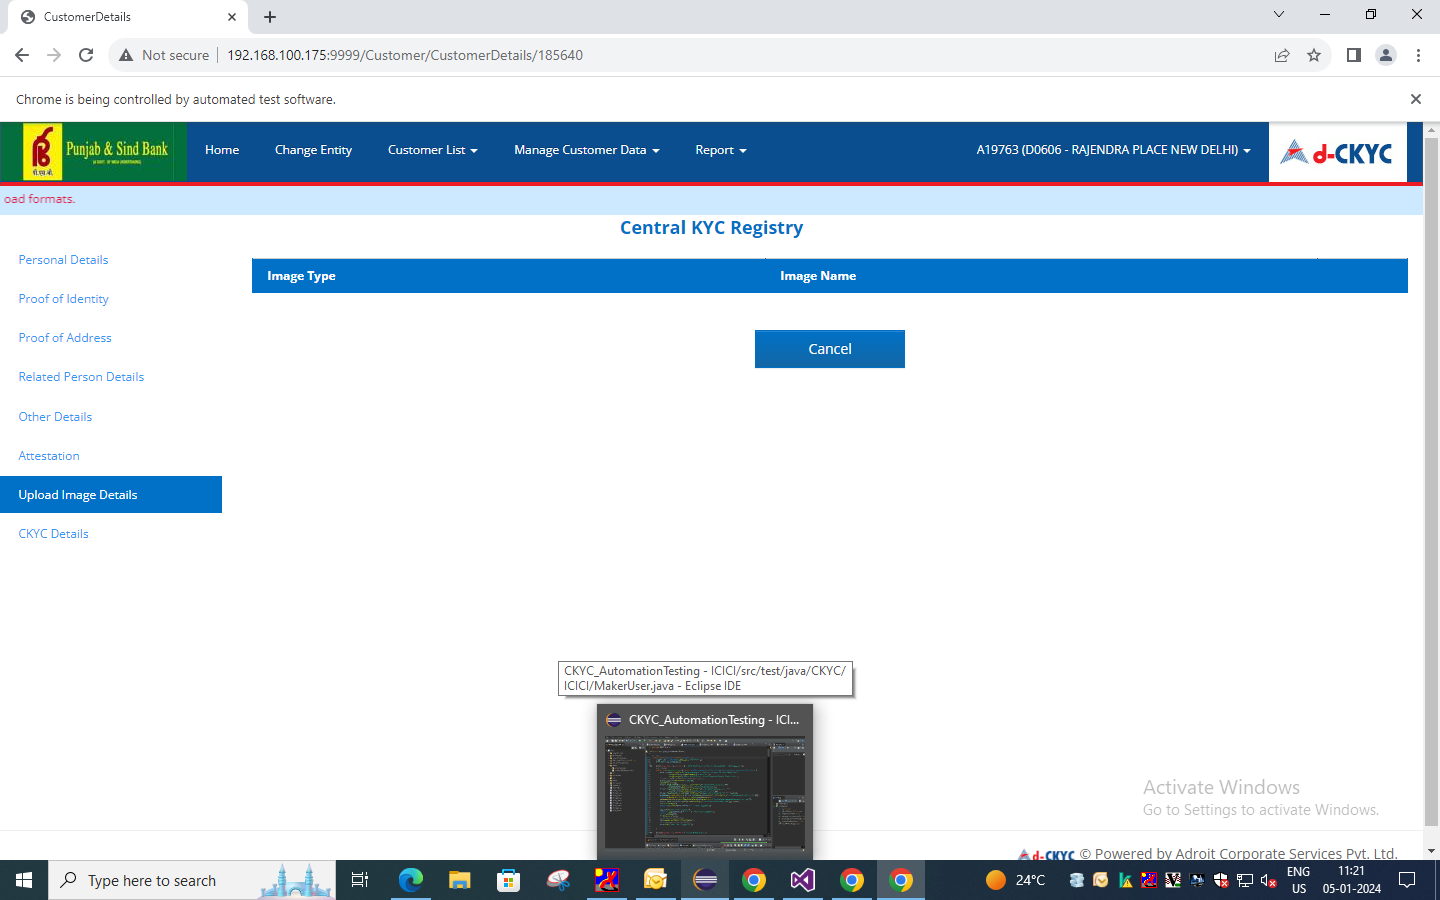 CustomerDetails
Not secure
192.168.100.175:9999/Customer/CustomerDetails/185640
Chrome is being controlled by automated test software.
Punjab & Sind Bank
पी.एस.बी.
Home
Change Entity
Customer List
Manage Customer Data
Report
A19763 (D0606 - RAJENDRA PLACE NEW DELHI)
d-CKYC
oad formats.
Central KYC Registry
Personal Details
Proof of Identity
Proof of Address
Related Person Details
Other Details
Attestation
Upload Image Details
CKYC Details
Image Type
Image Name
Cancel
CKYC_AutomationTesting - ICICI/src/test/java/CKYC/
ICICI/MakerUser.java - Eclipse IDE
CKYC_AutomationTesting - ICI...
Activate Windows
Go to Settings to activate Windows.
d-CKYC © Powered by Adroit Corporate Services Pvt. Ltd.
Type here to search
24°C
ENG
US
11:21
05-01-2024